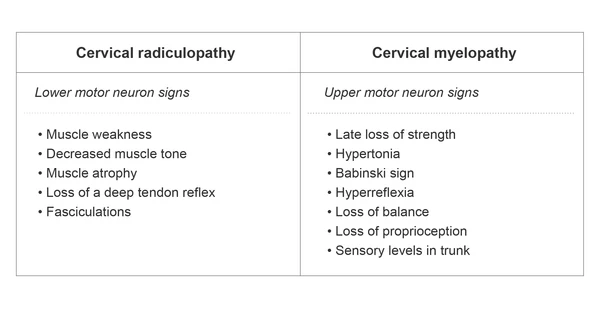 Cervical radiculopathy
Lower motor neuron signs
• Muscle weakness
• Decreased muscle tone
• Muscle atrophy
• Loss of a deep tendon reflex
• Fasciculations
Cervical myelopathy
Upper motor neuron signs
• Late loss of strength
• Hypertonia
• Babinski sign
• Hyperreflexia
• Loss of balance
• Loss of proprioception
• Sensory levels in trunk